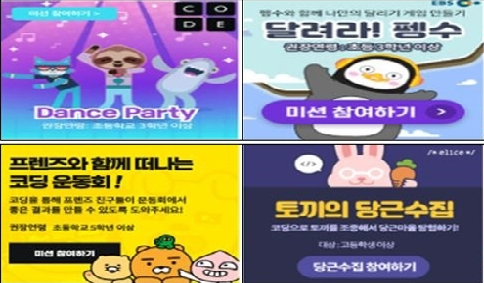 미션 참여하기 >
CO
DE
Dance Party
권장연령 : 초등학교 3학년 이상
EBS
펭수와 함께 나만의 달리기 게임 만들기
달려라! 펭수
권장연령 : 초등 3학년 이상
미션 참여하기 >
프렌즈와 함께 떠나는
코딩 운동회!
코딩을 통해 프렌즈 친구들이 운동회에서
좋은 결과를 만들 수 있도록 도와주세요!
권장연령 초등학교 5학년 이상
미션 참여하기
/* elice */
</>
토끼의 당근수집
코딩으로 토끼를 조종해서 당근마을 탐험하기!
대상 : 고등학생 이상
당근수집 참여하기